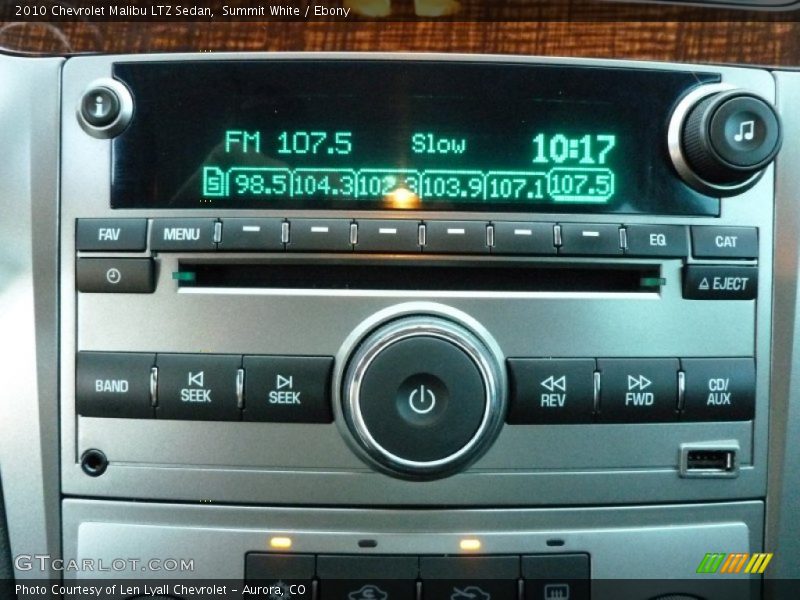 2010 Chevrolet Malibu LTZ Sedan, Summit White / Ebony
FM 107.5 Slow 10:17
98.5 104.3 102.3 103.9 107.1 107.5
FAV MENU EQ CAT
EJECT
BAND SEEK SEEK REV FWD CD/AUX
GTcarlot.com
Photo Courtesy of Len Lyall Chevrolet - Aurora, CO